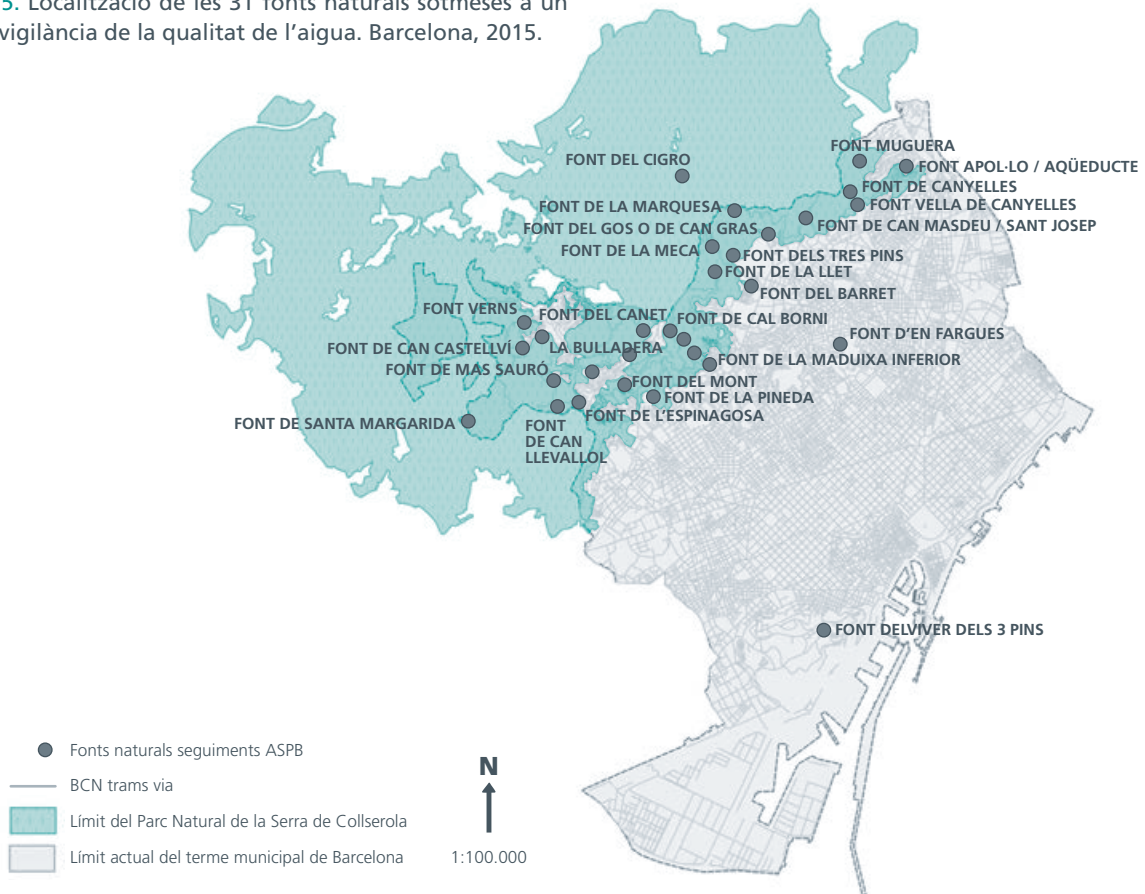 5. Localització de les 31 fonts naturals sotmeses a un
vigilància de la qualitat de l'aigua. Barcelona, 2015.
FONT MUGUERA
FONT DEL CIGRO
FONT APOL·LO / AQÜEDUCTE
FONT DE CANYELLES
FONT VELLA DE CANYELLES
FONT DE LA MARQUESA
FONT DE CAN MASDEU / SANT JOSEP
FONT DEL GOS O DE CAN GRAS
FONT DE LA MECA
FONT DELS TRES PINS
FONT DE LA LLET
FONT DEL BARRET
FONT VERNS
FONT DEL CANET
FONT DE CAL BORNI
FONT D'EN FARGUES
FONT DE CAN CASTELLVÍ
LA BULLADERA
FONT DE LA MADUIXA INFERIOR
FONT DE MAS SAURÓ
FONT DEL MONT
FONT DE LA PINEDA
FONT DE L'ESPINAGOSA
FONT DE SANTA MARGARIDA
FONT
DE CAN
LLEVALLOL
FONT DELVIVER DELS 3 PINS
Fonts naturals seguiments ASPB
BCN trams via
Límit del Parc Natural de la Serra de Collserola
Límit actual del terme municipal de Barcelona
N
1:100.000